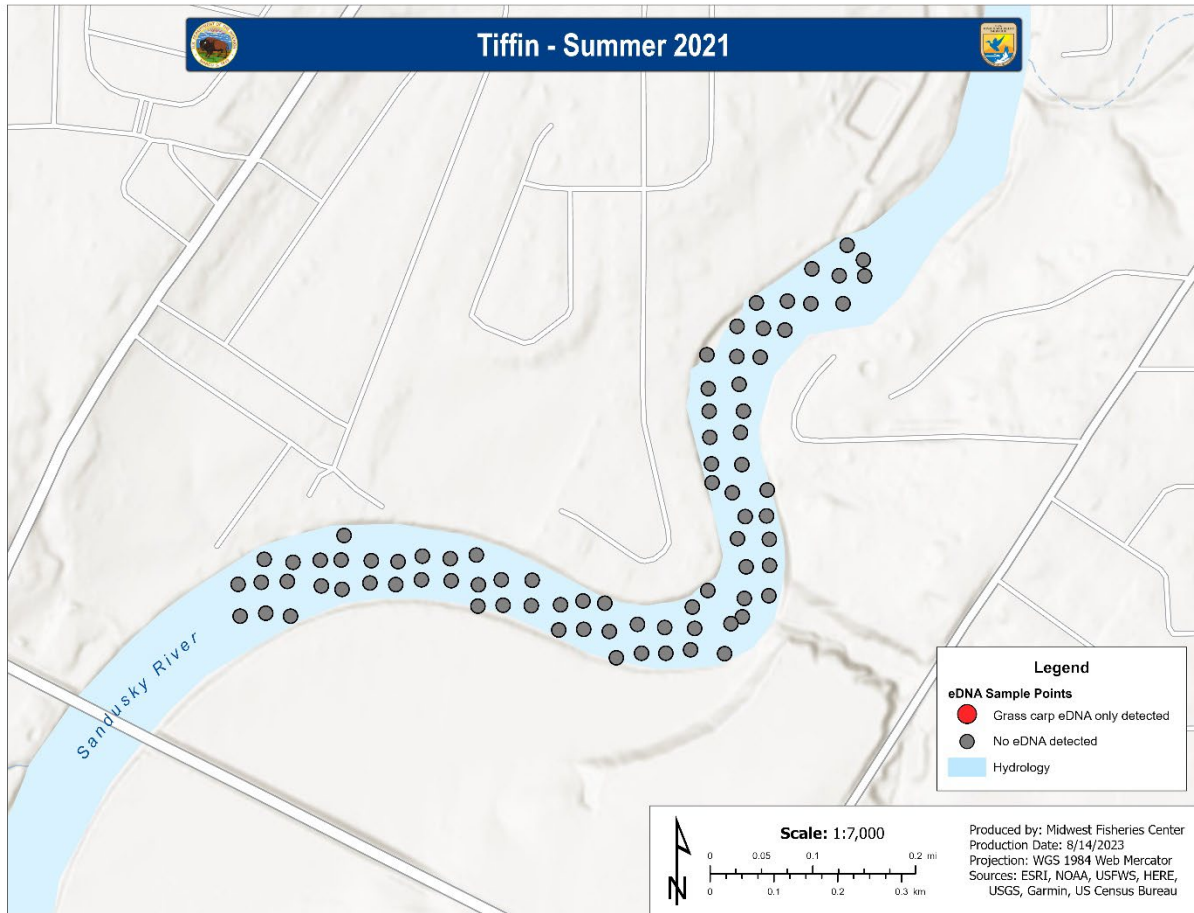 Tiffin - Summer 2021
Sandusky River
Legend
eDNA Sample Points
Grass carp eDNA only detected
No eDNA detected
Hydrology
N
Scale: 1:7,000
0 0.05 0.1 0.2 mi
0 0.1 0.2 0.3 km
Produced by: Midwest Fisheries Center
Production Date: 8/14/2023
Projection: WGS 1984 Web Mercator
Sources: ESRI, NOAA, USFWS, HERE,
USGS, Garmin, US Census Bureau